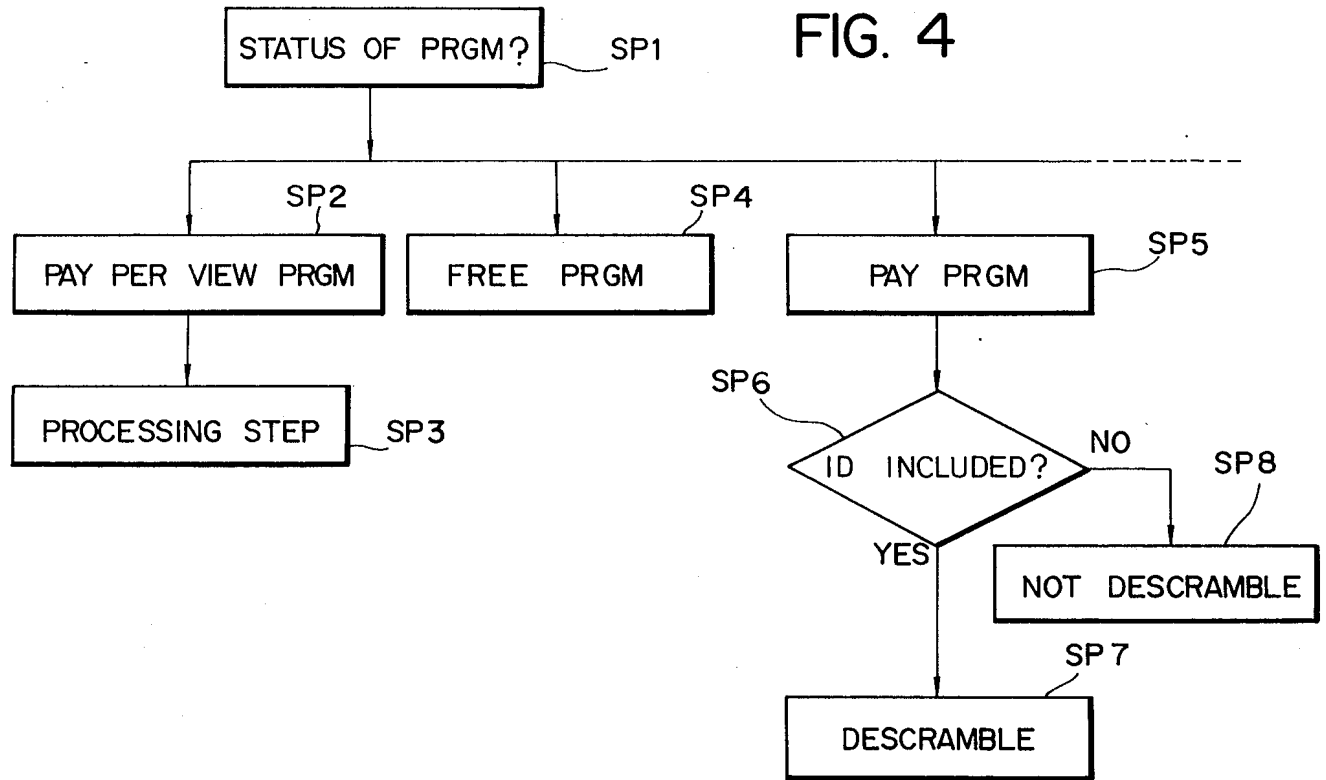 FIG. 4
STATUS OF PRGM?
SP1
SP2
SP4
PAY PER VIEW PRGM
FREE PRGM
PAY PRGM
SP5
PROCESSING STEP
SP3
SP6
ID INCLUDED?
NO
SP8
YES
NOT DESCRAMBLE
SP7
DESCRAMBLE